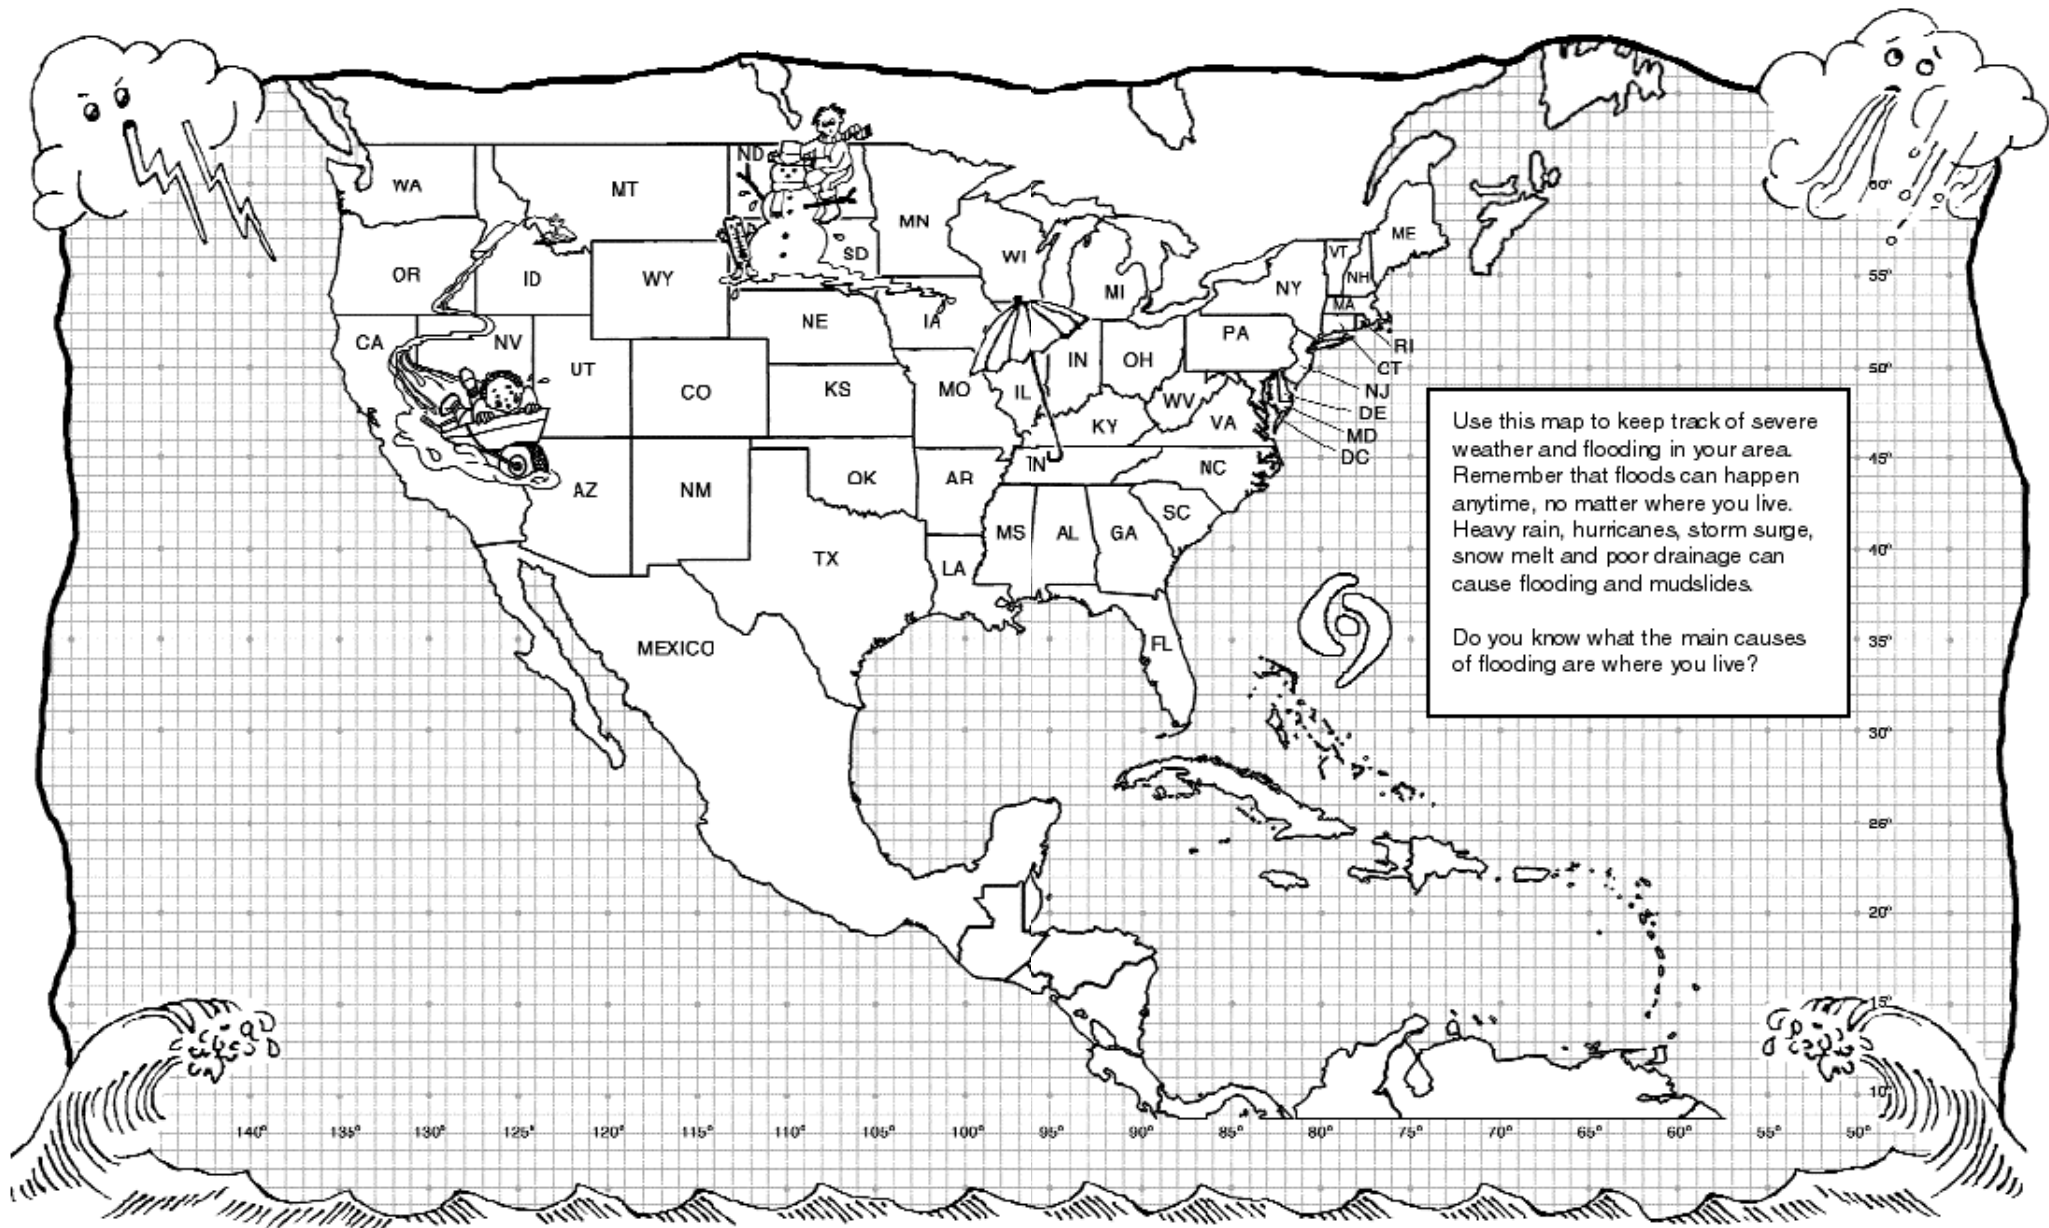 ND
WA
MT
MN
ME
OR
ID
WY
SD
WI
VT
NH
MI
NY
MA
CA
NV
NE
IA
PA
RI
UT
CO
KS
MO
IL
IN
OH
CT
NJ
WV
VA
DE
KY
MD
DC
AZ
NM
OK
AR
TN
NC
SC
MS
AL
GA
TX
LA
MEXICO
FL
Use this map to keep track of severe
weather and flooding in your area.
Remember that floods can happen
anytime, no matter where you live.
Heavy rain, hurricanes, storm surge,
snow melt and poor drainage can
cause flooding and mudslides.
Do you know what the main causes
of flooding are where you live?
60°
55°
50°
45°
40°
35°
30°
25°
20°
15°
10°
140° 135° 130° 125° 120° 115° 110° 105° 100° 95° 90° 85° 80° 75° 70° 65° 60° 55° 50°